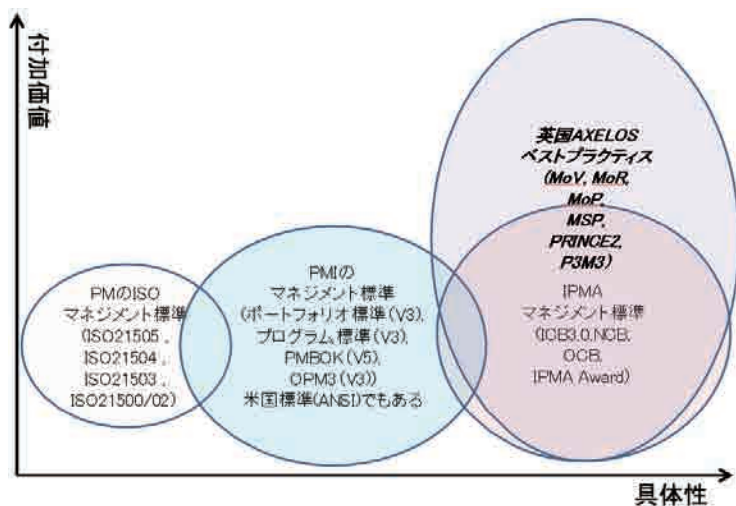 付加価値
英国AXELOS
ベストプラクティス
(MoV, MoR,
MoP,
MSP,
PRINCE2,
P3M3)
PMのISO
マネジメント標準
(ISO21505 ,
ISO21504 ,
ISO21503 ,
ISO21500/02)
PMIの
マネジメント標準
(ポートフォリオ標準(V3),
プログラム標準(V3),
PMBOK(V5),
OPM3(V3))
米国標準(ANSI)でもある
IPMA
マネジメント標準
(ICB3.0,NCB,
OCB,
IPMA Award)
具体性